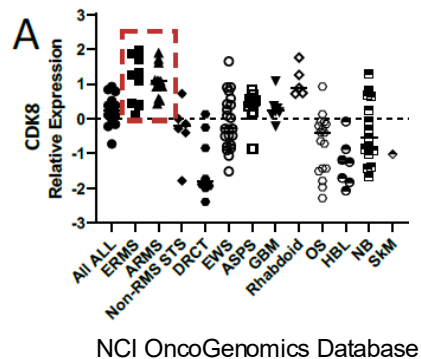 A
CDK8
Relative Expression
3
2
1
0
-1
-2
-3
All ALL
ERMS
ARMS
Non-RMS STS
DRCT
EWS
ASPS
GBM
Rhabdoid
OS
HBL
NB
SkM
NCI OncoGenomics Database